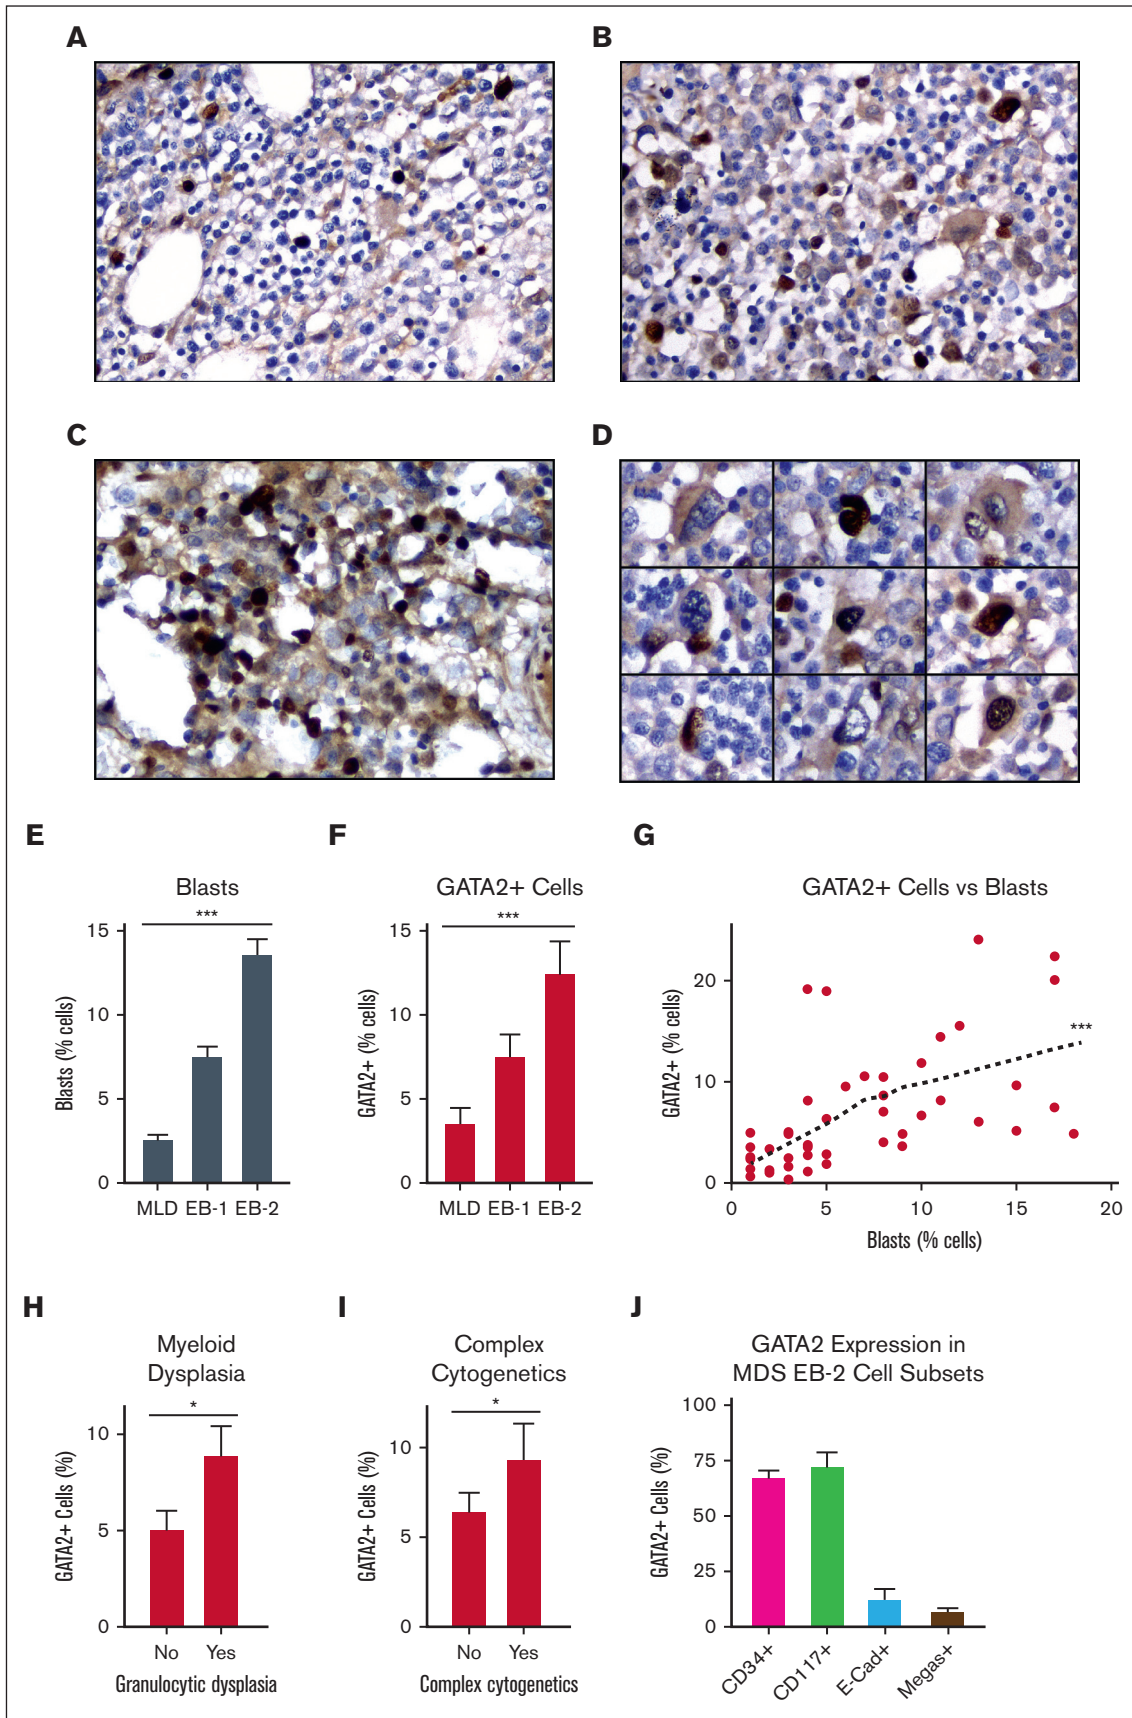 A
B
C
D
E
F
G
Blasts
***
15
10
5
0
Blasts (% cells)
MLD EB-1 EB-2
GATA2+ Cells
***
15
10
5
0
GATA2+ (% cells)
MLD EB-1 EB-2
GATA2+ Cells vs Blasts
20
10
0
GATA2+ (% cells)
***
0 5 10 15 20
Blasts (% cells)
H
I
J
Myeloid
Dysplasia
*
10
5
0
GATA2+ Cells (%)
No Yes
Granulocytic dysplasia
Complex
Cytogenetics
*
10
5
0
GATA2+ Cells (%)
No Yes
Complex cytogenetics
GATA2 Expression in
MDS EB-2 Cell Subsets
100
75
50
25
0
GATA2+ Cells (%)
CD34+
CD117+
E-Cad+
Megas+